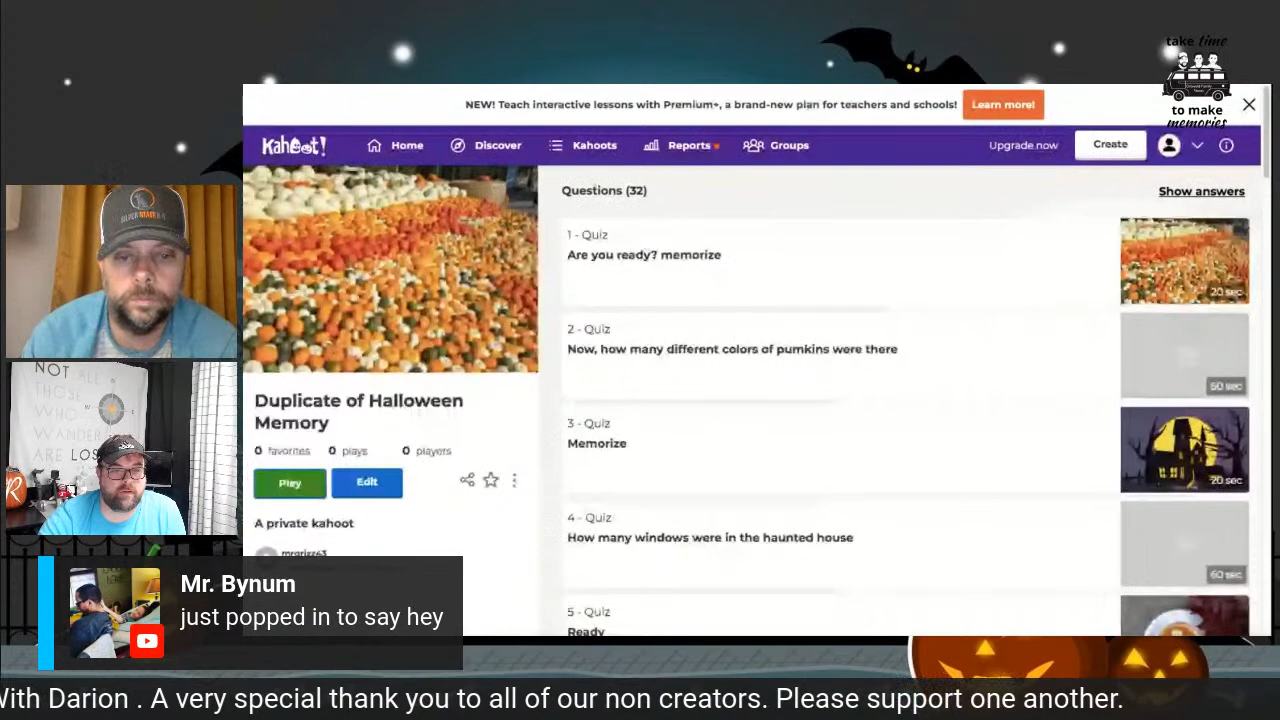 take time
to make
memories
NEW! Teach interactive lessons with Premium+, a brand-new plan for teachers and schools! Learn more!
Kahoot! Home Discover Kahoots Reports Groups Upgrade now Create
Questions (32) Show answers
1 - Quiz
Are you ready? memorize
20 sec
2 - Quiz
Now, how many different colors of pumkins were there
60 sec
3 - Quiz
Memorize
20 sec
4 - Quiz
How many windows were in the haunted house
60 sec
5 - Quiz
Ready
Duplicate of Halloween
Memory
0 favorites 0 plays 0 players
Play Edit
A private kahoot
mrgrizz63
NOT ALL
THOSE
WHO
WANDER
ARE LOS
Mr. Bynum
just popped in to say hey
With Darion . A very special thank you to all of our non creators. Please support one another.